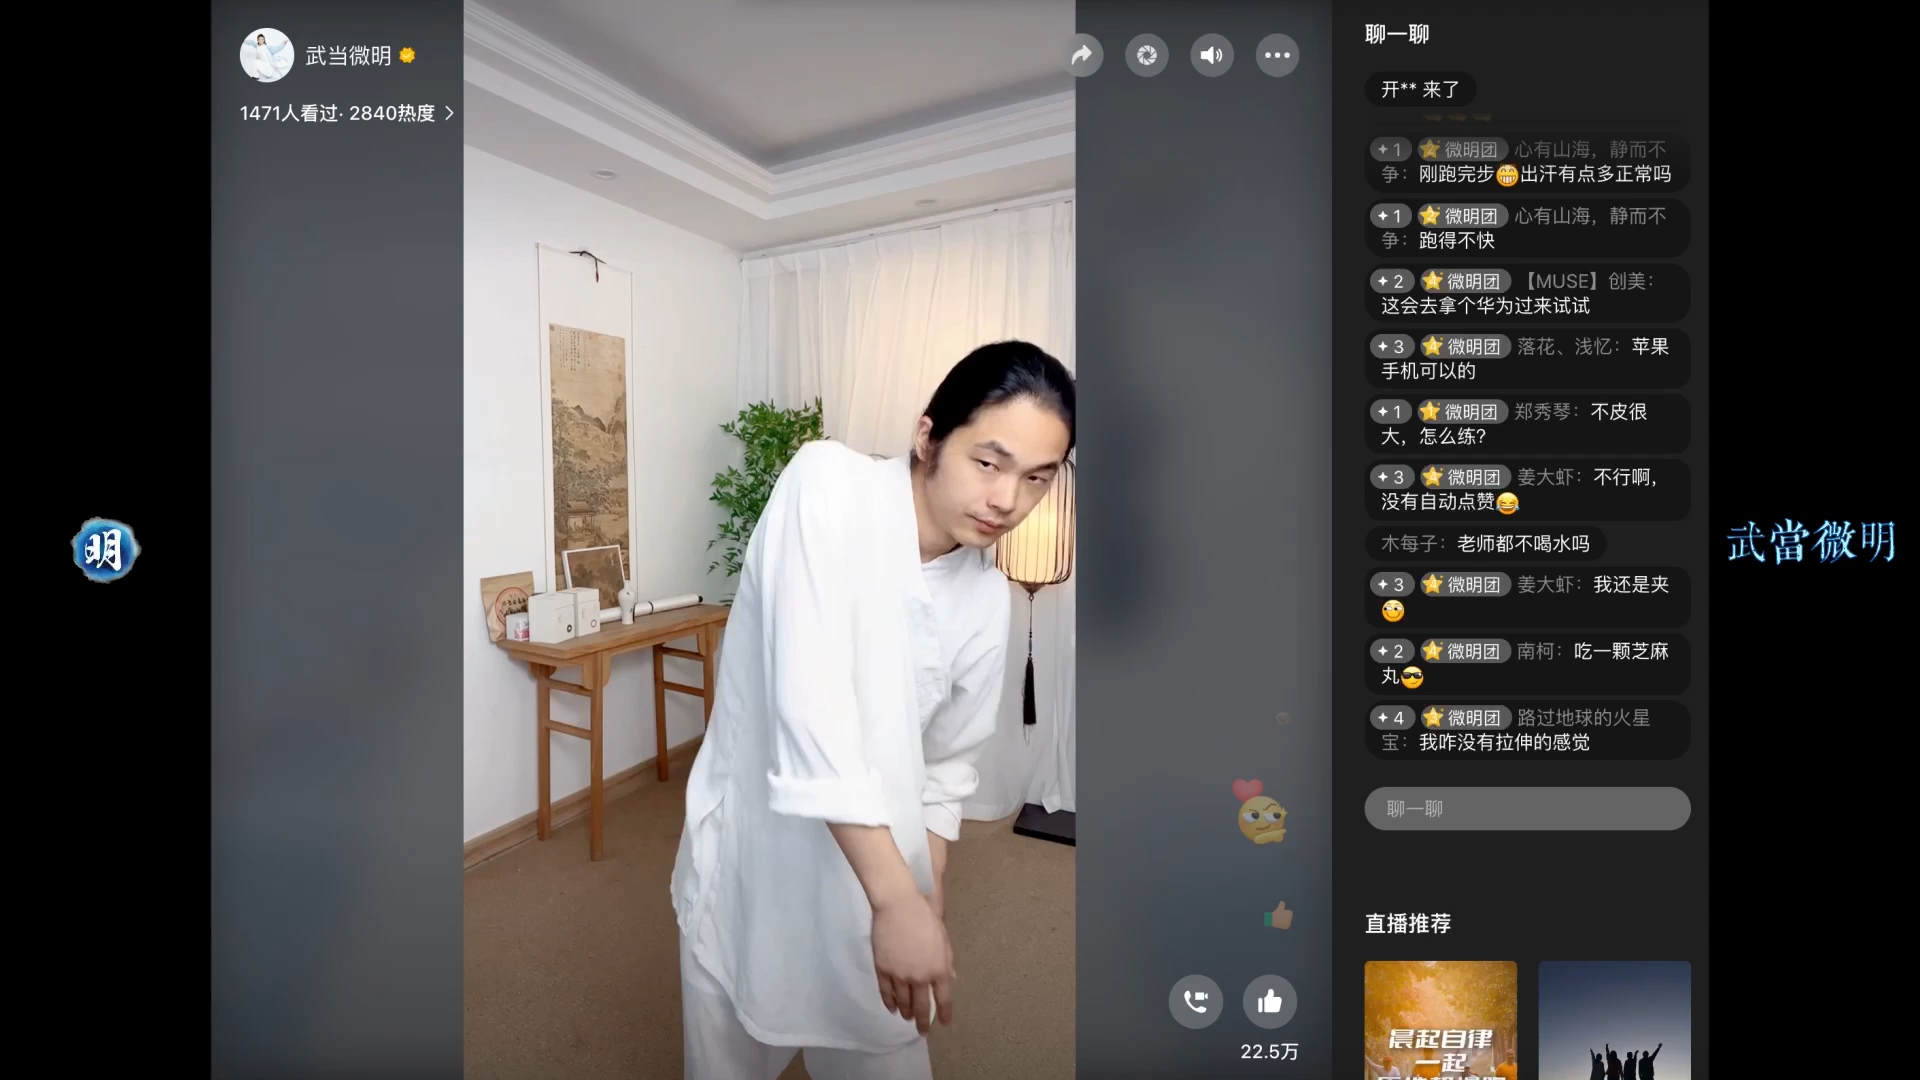 武当微明
1471人看过· 2840热度
聊一聊
开** 来了
1 微明团 心有山海，静而不
争：刚跑完步😁出汗有点多正常吗
1 微明团 心有山海，静而不
争：跑得不快
2 微明团 【MUSE】创美：
这会去拿个华为过来试试
3 微明团 落花、浅忆：苹果
手机可以的
1 微明团 郑秀琴：不皮很
大，怎么练?
3 微明团 姜大虾：不行啊，
没有自动点赞😂
木每子：老师都不喝水吗
3 微明团 姜大虾：我还是夹
2 微明团 南柯：吃一颗芝麻
丸😎
4 微明团 路过地球的火星
宝：我咋没有拉伸的感觉
聊一聊
直播推荐
晨起自律
一起
22.5万
明
武當微明